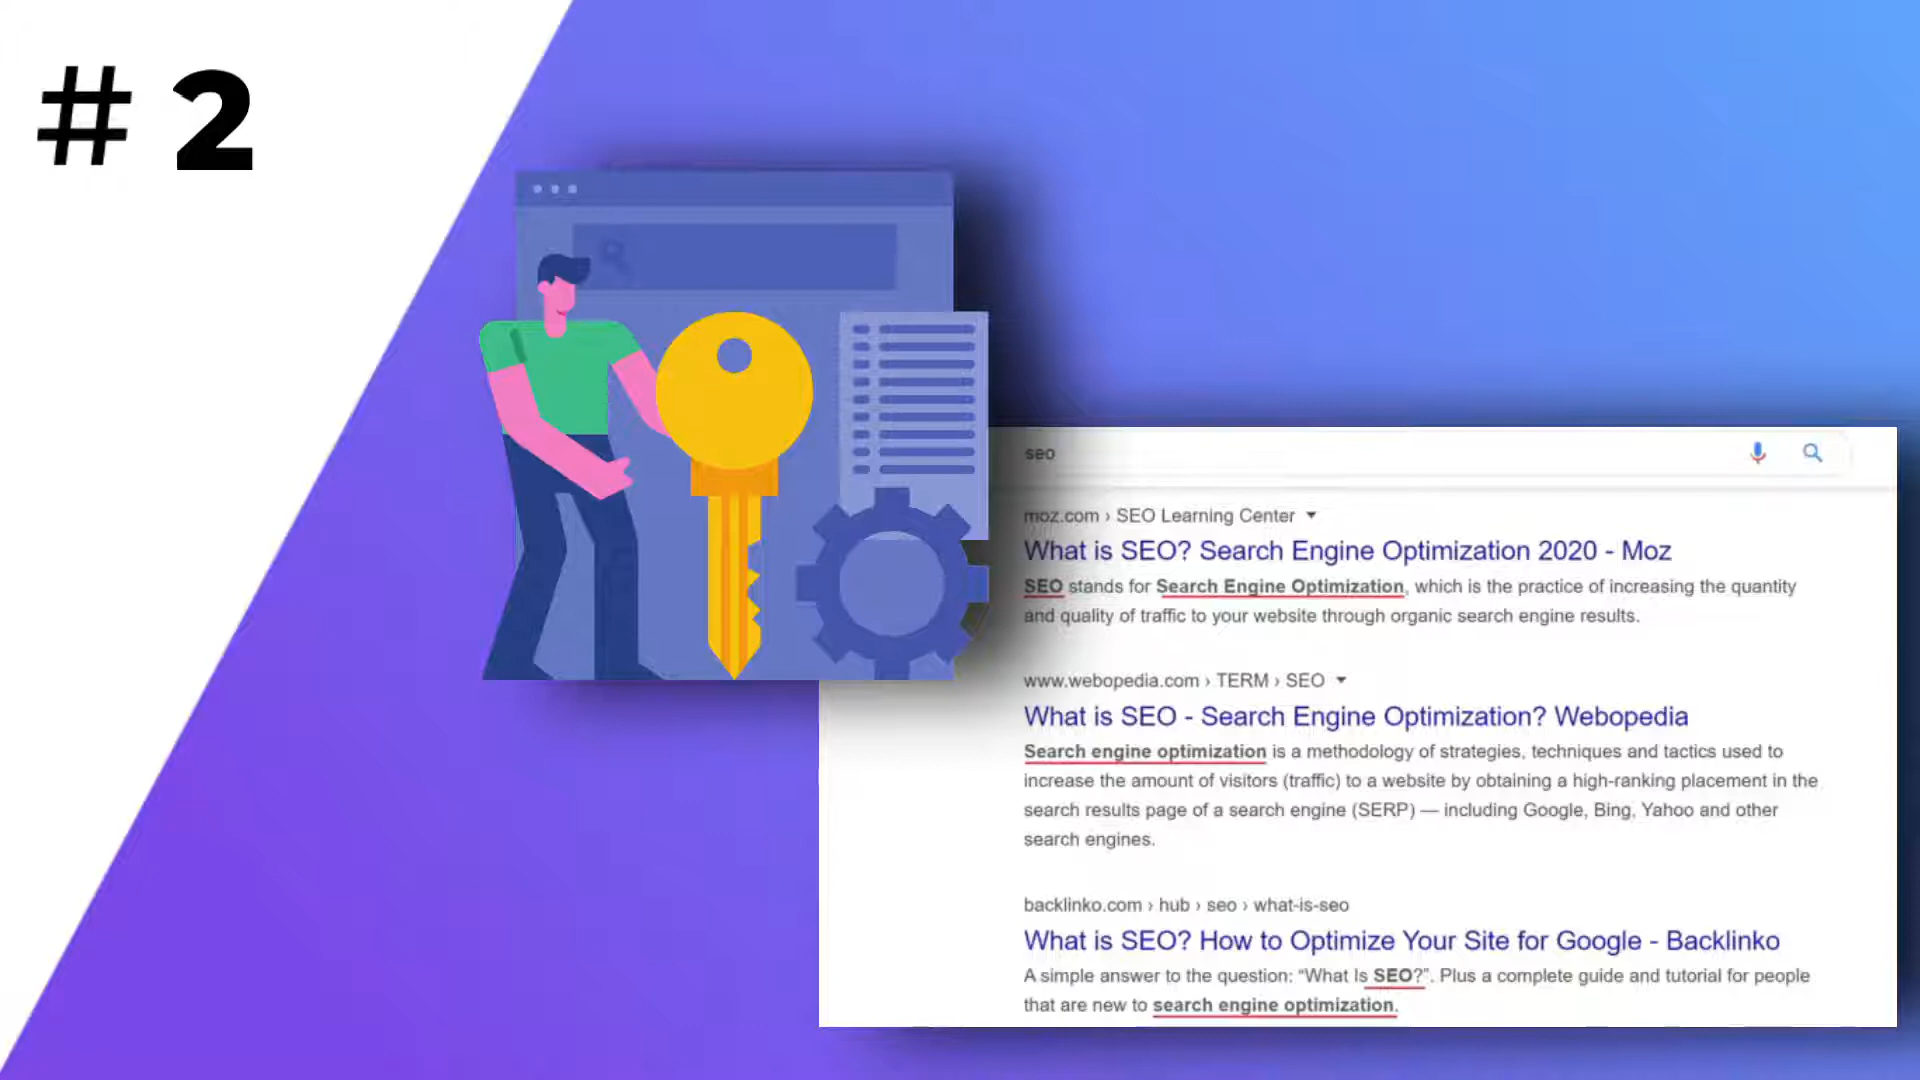 # 2
seo
moz.com › SEO Learning Center
What is SEO? Search Engine Optimization 2020 - Moz
SEO stands for Search Engine Optimization, which is the practice of increasing the quantity
and quality of traffic to your website through organic search engine results.
www.webopedia.com › TERM › SEO
What is SEO - Search Engine Optimization? Webopedia
Search engine optimization is a methodology of strategies, techniques and tactics used to
increase the amount of visitors (traffic) to a website by obtaining a high-ranking placement in the
search results page of a search engine (SERP) — including Google, Bing, Yahoo and other
search engines.
backlinko.com › hub › seo › what-is-seo
What is SEO? How to Optimize Your Site for Google - Backlinko
A simple answer to the question: “What Is SEO?”. Plus a complete guide and tutorial for people
that are new to search engine optimization.